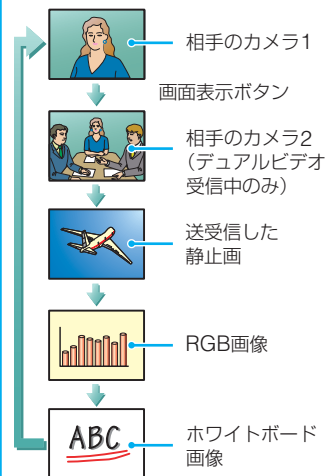 相手のカメラ1
画面表示ボタン
相手のカメラ2
（デュアルビデオ
受信中のみ）
送受信した
静止画
RGB画像
ABC
ホワイトボード
画像